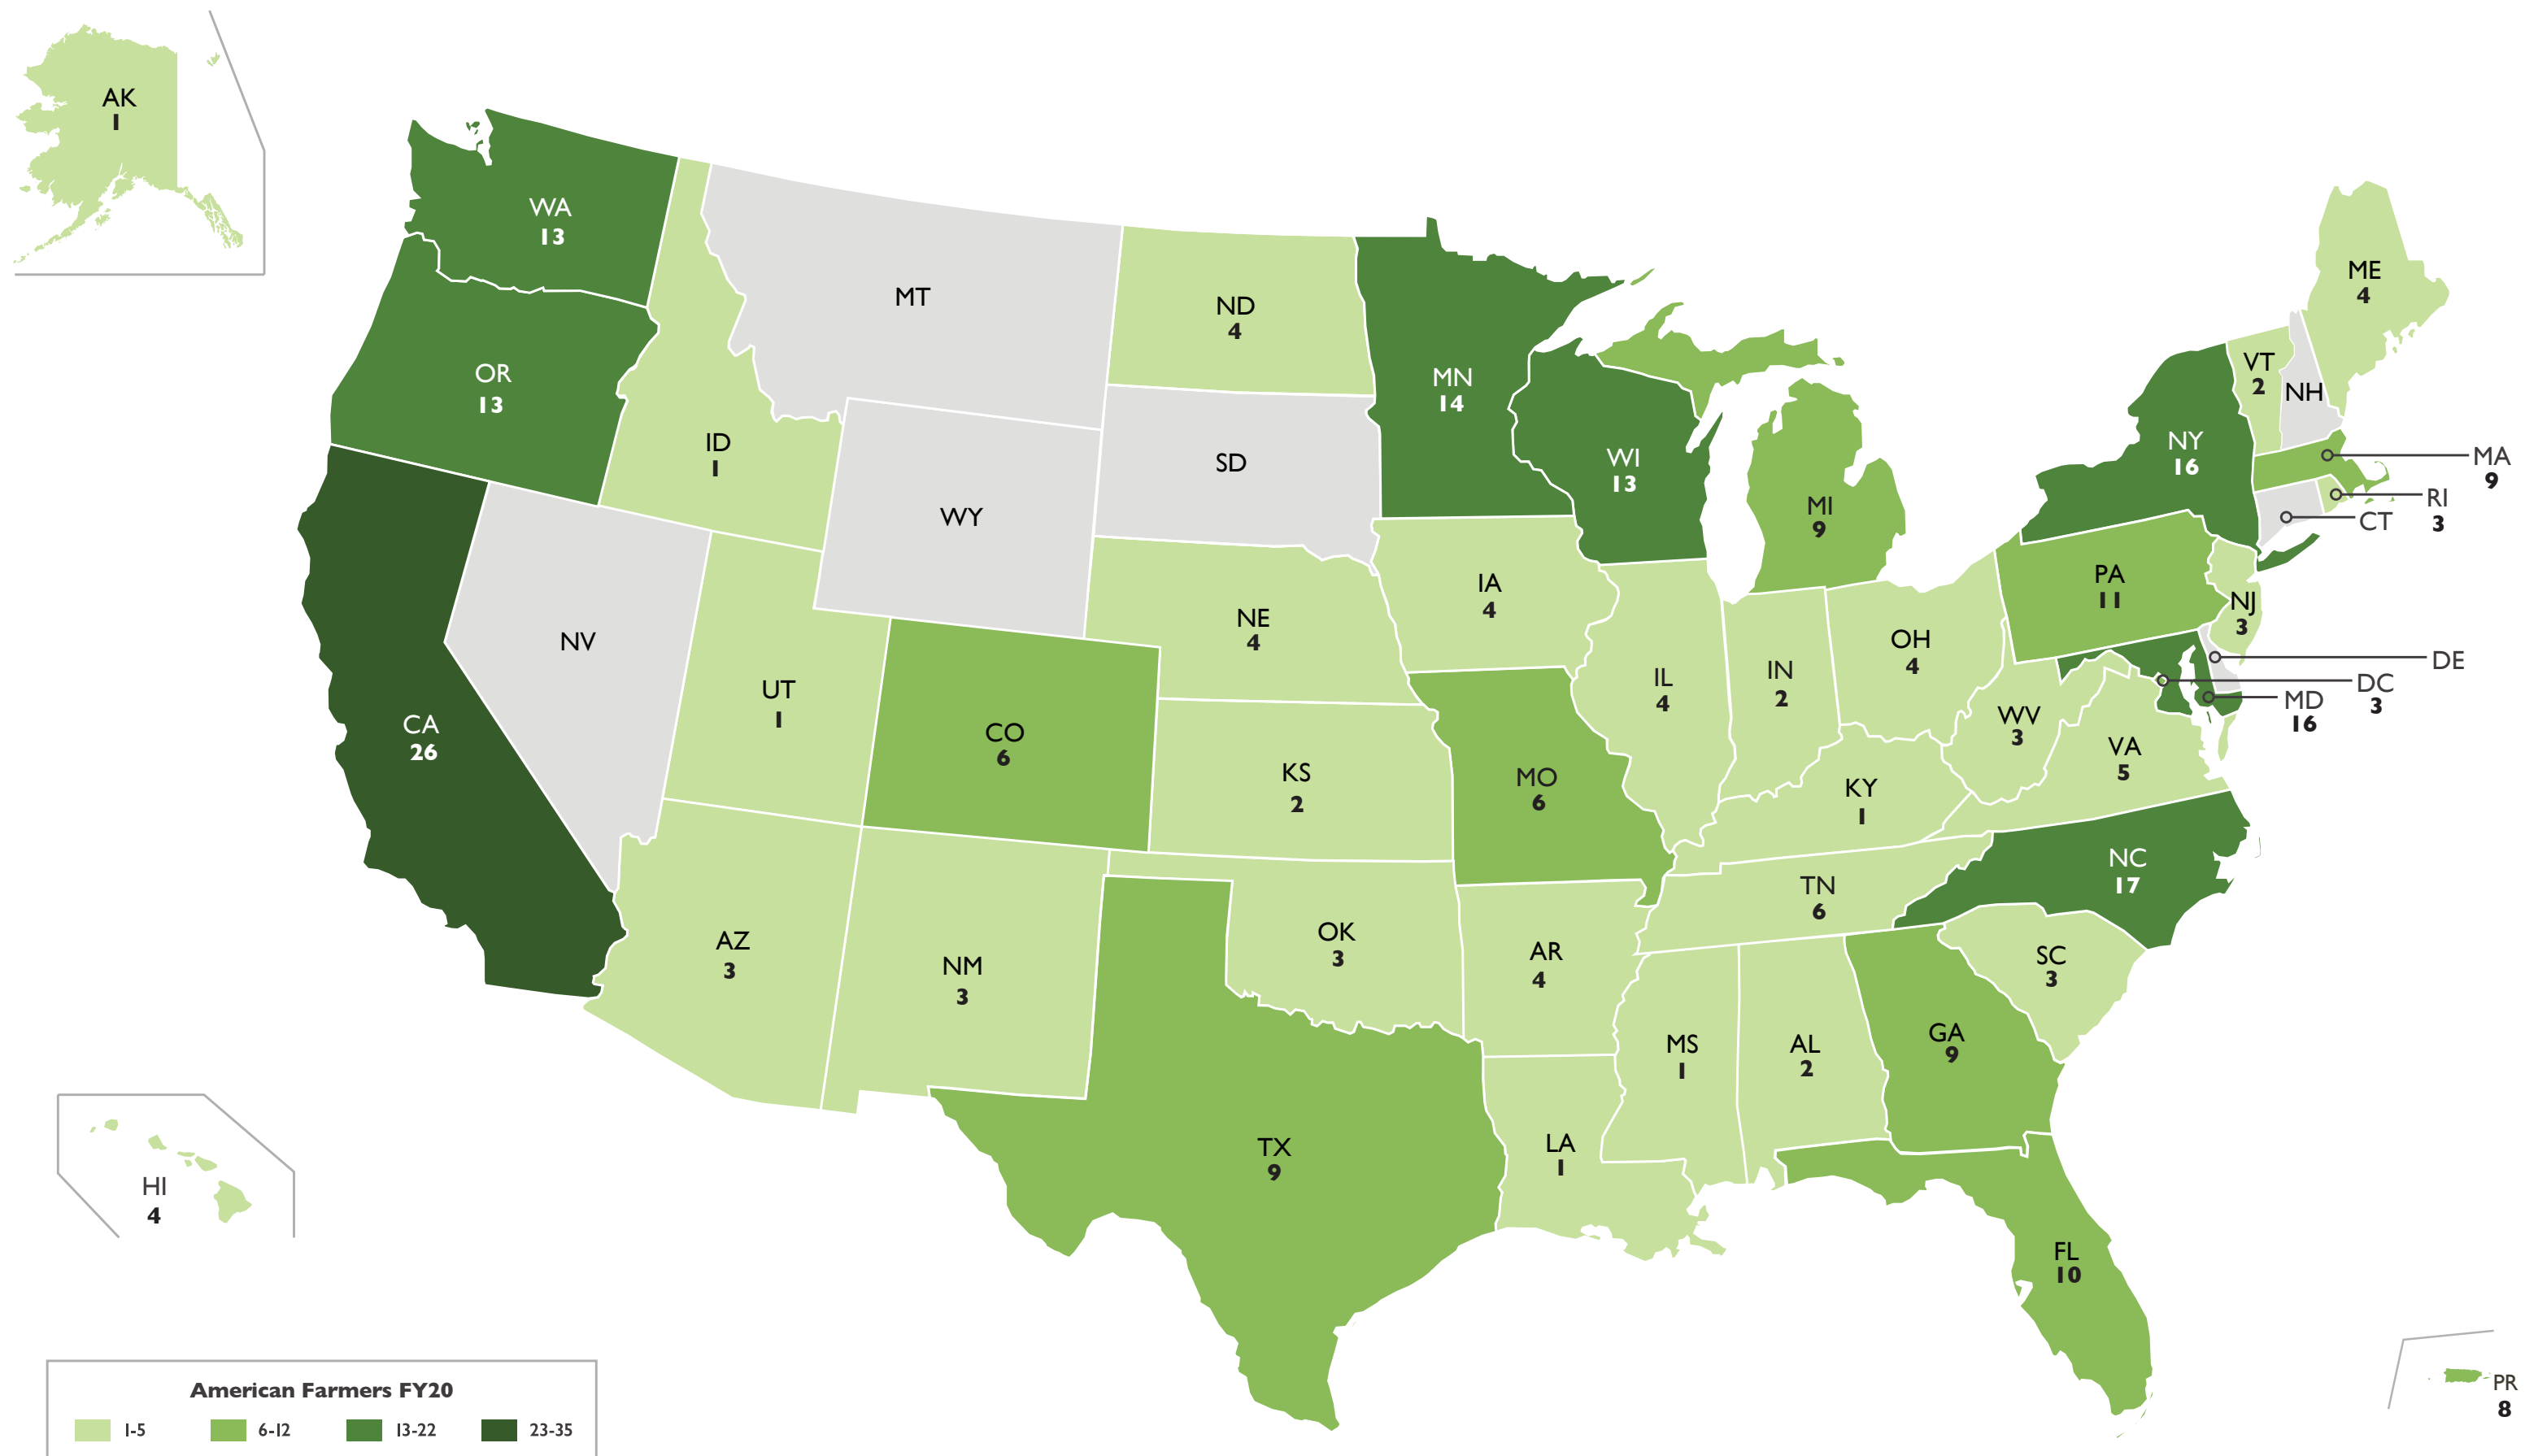 AK
1
WA
13
MT
ND
4
ME
4
OR
13
MN
14
VT
2
NH
ID
1
SD
WI
13
NY
16
MA
9
RI
3
CT
WY
MI
9
IA
4
PA
11
NJ
3
NV
NE
4
OH
4
DE
UT
1
IL
4
IN
2
DC
3
MD
16
CA
26
CO
6
WV
3
VA
5
KS
2
MO
6
KY
1
NC
17
TN
6
AZ
3
NM
3
OK
3
AR
4
SC
3
MS
1
AL
2
GA
9
TX
9
LA
1
HI
4
FL
10
PR
8
American Farmers FY20
1-5
6-12
13-22
23-35